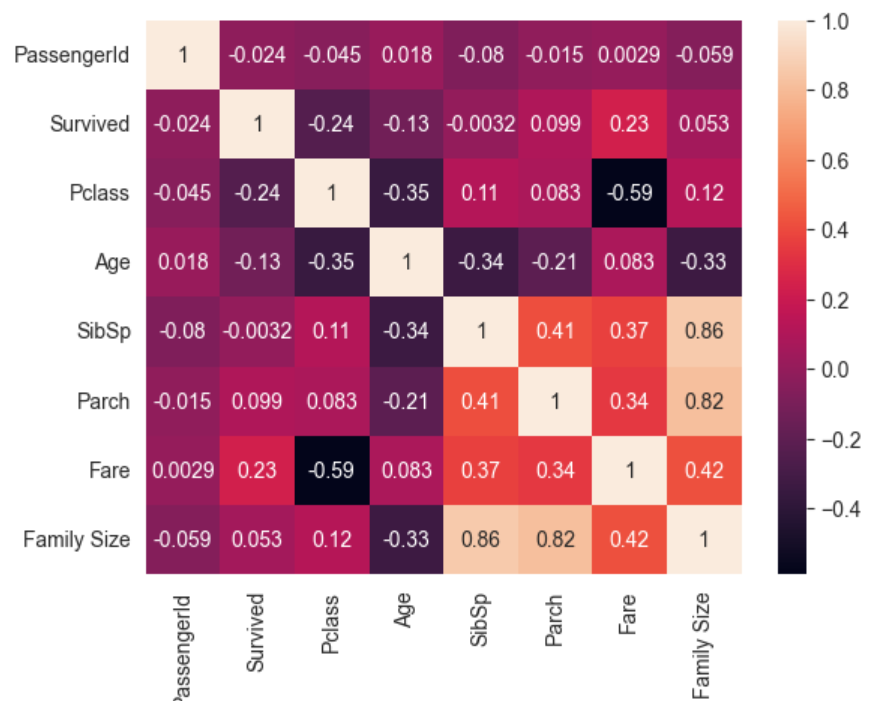 PassengerId 1 -0.024 -0.045 0.018 -0.08 -0.015 0.0029 -0.059
Survived -0.024 1 -0.24 -0.13 -0.0032 0.099 0.23 0.053
Pclass -0.045 -0.24 1 -0.35 0.11 0.083 -0.59 0.12
Age 0.018 -0.13 -0.35 1 -0.34 -0.21 0.083 -0.33
SibSp -0.08 -0.0032 0.11 -0.34 1 0.41 0.37 0.86
Parch -0.015 0.099 0.083 -0.21 0.41 1 0.34 0.82
Fare 0.0029 0.23 -0.59 0.083 0.37 0.34 1 0.42
Family Size -0.059 0.053 0.12 -0.33 0.86 0.82 0.42 1
PassengerId
Survived
Pclass
Age
SibSp
Parch
Fare
Family Size
1.0
0.8
0.6
0.4
0.2
0.0
−0.2
−0.4